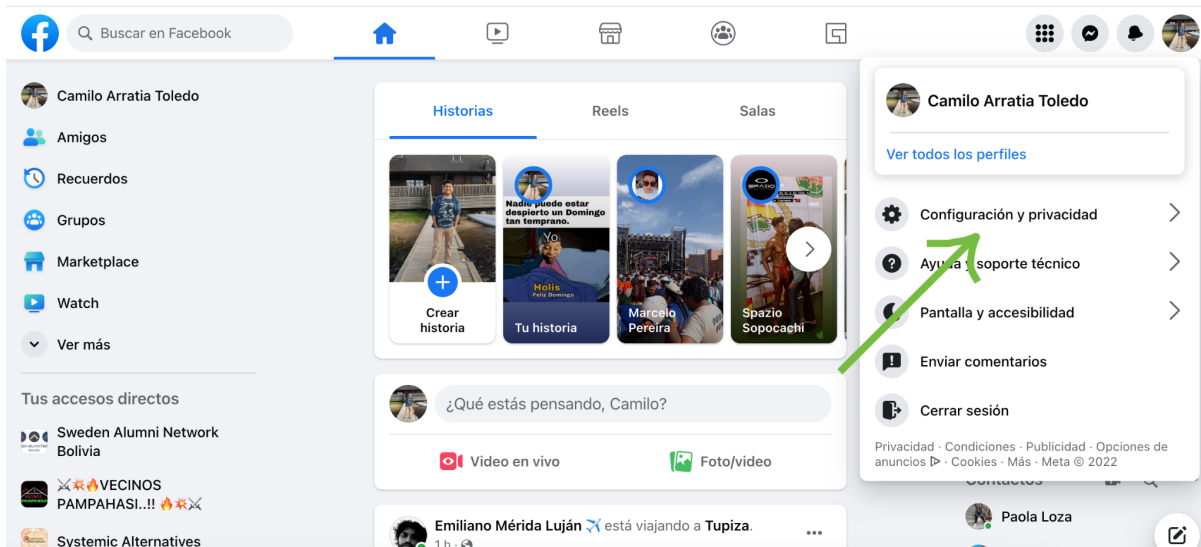 Buscar en Facebook
Camilo Arratia Toledo
Amigos
Recuerdos
Grupos
Marketplace
Watch
Ver más
Tus accesos directos
Sweden Alumni Network
Bolivia
⚔💥🔥VECINOS
PAMPAHASI..!! 🔥💥⚔
Systemic Alternatives
Historias
Reels
Salas
Crear
historia
Nadie puede estar
despierto un Domingo
tan temprano.
Yo
Holis
Feliz Domingo
Tu historia
Marcelo
Pereira
SPAZIO
Spazio
Sopocachi
¿Qué estás pensando, Camilo?
Video en vivo
Foto/video
Emiliano Mérida Luján ✈ está viajando a Tupiza.
1 h ·
Camilo Arratia Toledo
Ver todos los perfiles
Configuración y privacidad
Ayuda y soporte técnico
Pantalla y accesibilidad
Enviar comentarios
Cerrar sesión
Privacidad · Condiciones · Publicidad · Opciones de
anuncios · Cookies · Más · Meta © 2022
Contactos
Paola Loza